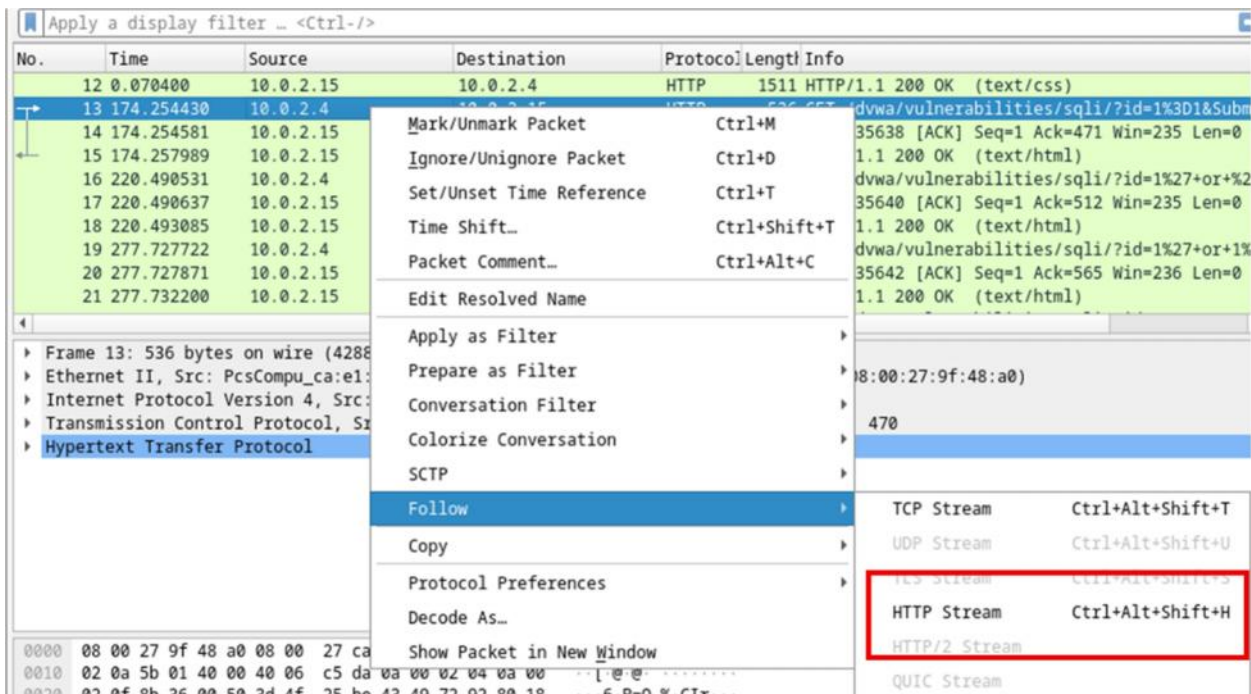 Apply a display filter … <Ctrl-/>
No. Time Source Destination Protocol Length Info
12 0.070400 10.0.2.15 10.0.2.4 HTTP 1511 HTTP/1.1 200 OK (text/css)
13 174.254430 10.0.2.4 dvwa/vulnerabilities/sqli/?id=1%3D1&Subm
14 174.254581 10.0.2.15 35638 [ACK] Seq=1 Ack=471 Win=235 Len=0
15 174.257989 10.0.2.15 1.1 200 OK (text/html)
16 220.490531 10.0.2.4 dvwa/vulnerabilities/sqli/?id=1%27+or+%2
17 220.490637 10.0.2.15 35640 [ACK] Seq=1 Ack=512 Win=235 Len=0
18 220.493085 10.0.2.15 1.1 200 OK (text/html)
19 277.727722 10.0.2.4 dvwa/vulnerabilities/sqli/?id=1%27+or+1%
20 277.727871 10.0.2.15 35642 [ACK] Seq=1 Ack=565 Win=236 Len=0
21 277.732200 10.0.2.15 1.1 200 OK (text/html)
Mark/Unmark Packet Ctrl+M
Ignore/Unignore Packet Ctrl+D
Set/Unset Time Reference Ctrl+T
Time Shift… Ctrl+Shift+T
Packet Comment… Ctrl+Alt+C
Edit Resolved Name
Apply as Filter
Prepare as Filter
Conversation Filter
Colorize Conversation
SCTP
Follow
Copy
Protocol Preferences
Decode As…
Show Packet in New Window
TCP Stream Ctrl+Alt+Shift+T
UDP Stream Ctrl+Alt+Shift+U
TLS Stream Ctrl+Alt+Shift+S
HTTP Stream Ctrl+Alt+Shift+H
HTTP/2 Stream
QUIC Stream
Frame 13: 536 bytes on wire (4288
Ethernet II, Src: PcsCompu_ca:e1: 08:00:27:9f:48:a0)
Internet Protocol Version 4, Src:
Transmission Control Protocol, Sr 470
Hypertext Transfer Protocol
0000 08 00 27 9f 48 a0 08 00 27 ca
0010 02 0a 5b 01 40 00 40 06 c5 da 0a 00 02 04 0a 00 ··[·@·@· ········